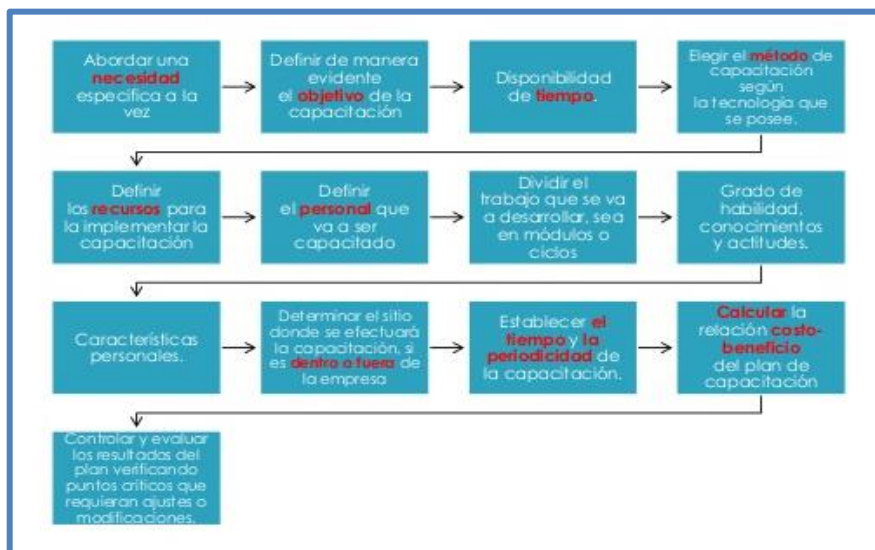 Abordar una
necesidad
especifica a la
vez
Definir de manera
evidente
el objetivo de la
capacitación
Disponibilidad
de tiempo.
Elegir el método de
capacitación
según
la tecnología que
se posee.
Definir
los recursos para
la implementar la
capacitación
Definir
el personal que
va a ser
capacitado
Dividir el
trabajo que se va
a desarrollar, sea
en módulos o
ciclos
Grado de
habilidad,
conocimientos
y actitudes.
Características
personales.
Determinar el sitio
donde se efectuará
la capacitación, si
es dentro o fuera de
la empresa
Establecer el
tiempo y la
periodicidad de
la capacitación.
Calcular la
relación costo-
beneficio
del plan de
capacitación
Controlar y evaluar
los resultados del
plan verificando
puntos críticos que
requieran ajustes o
modificaciones.